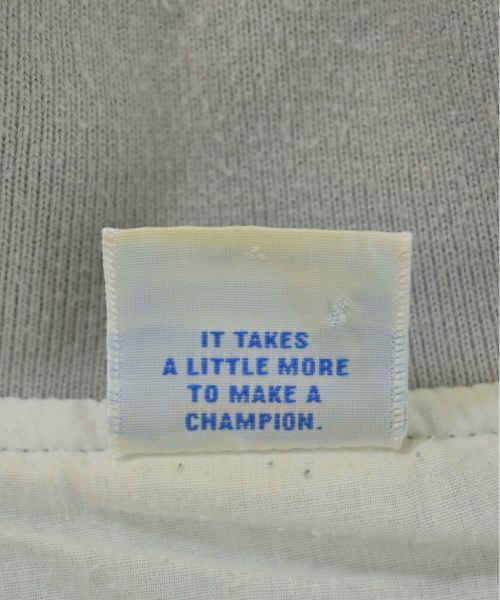 IT TAKES
A LITTLE MORE
TO MAKE A
CHAMPION.